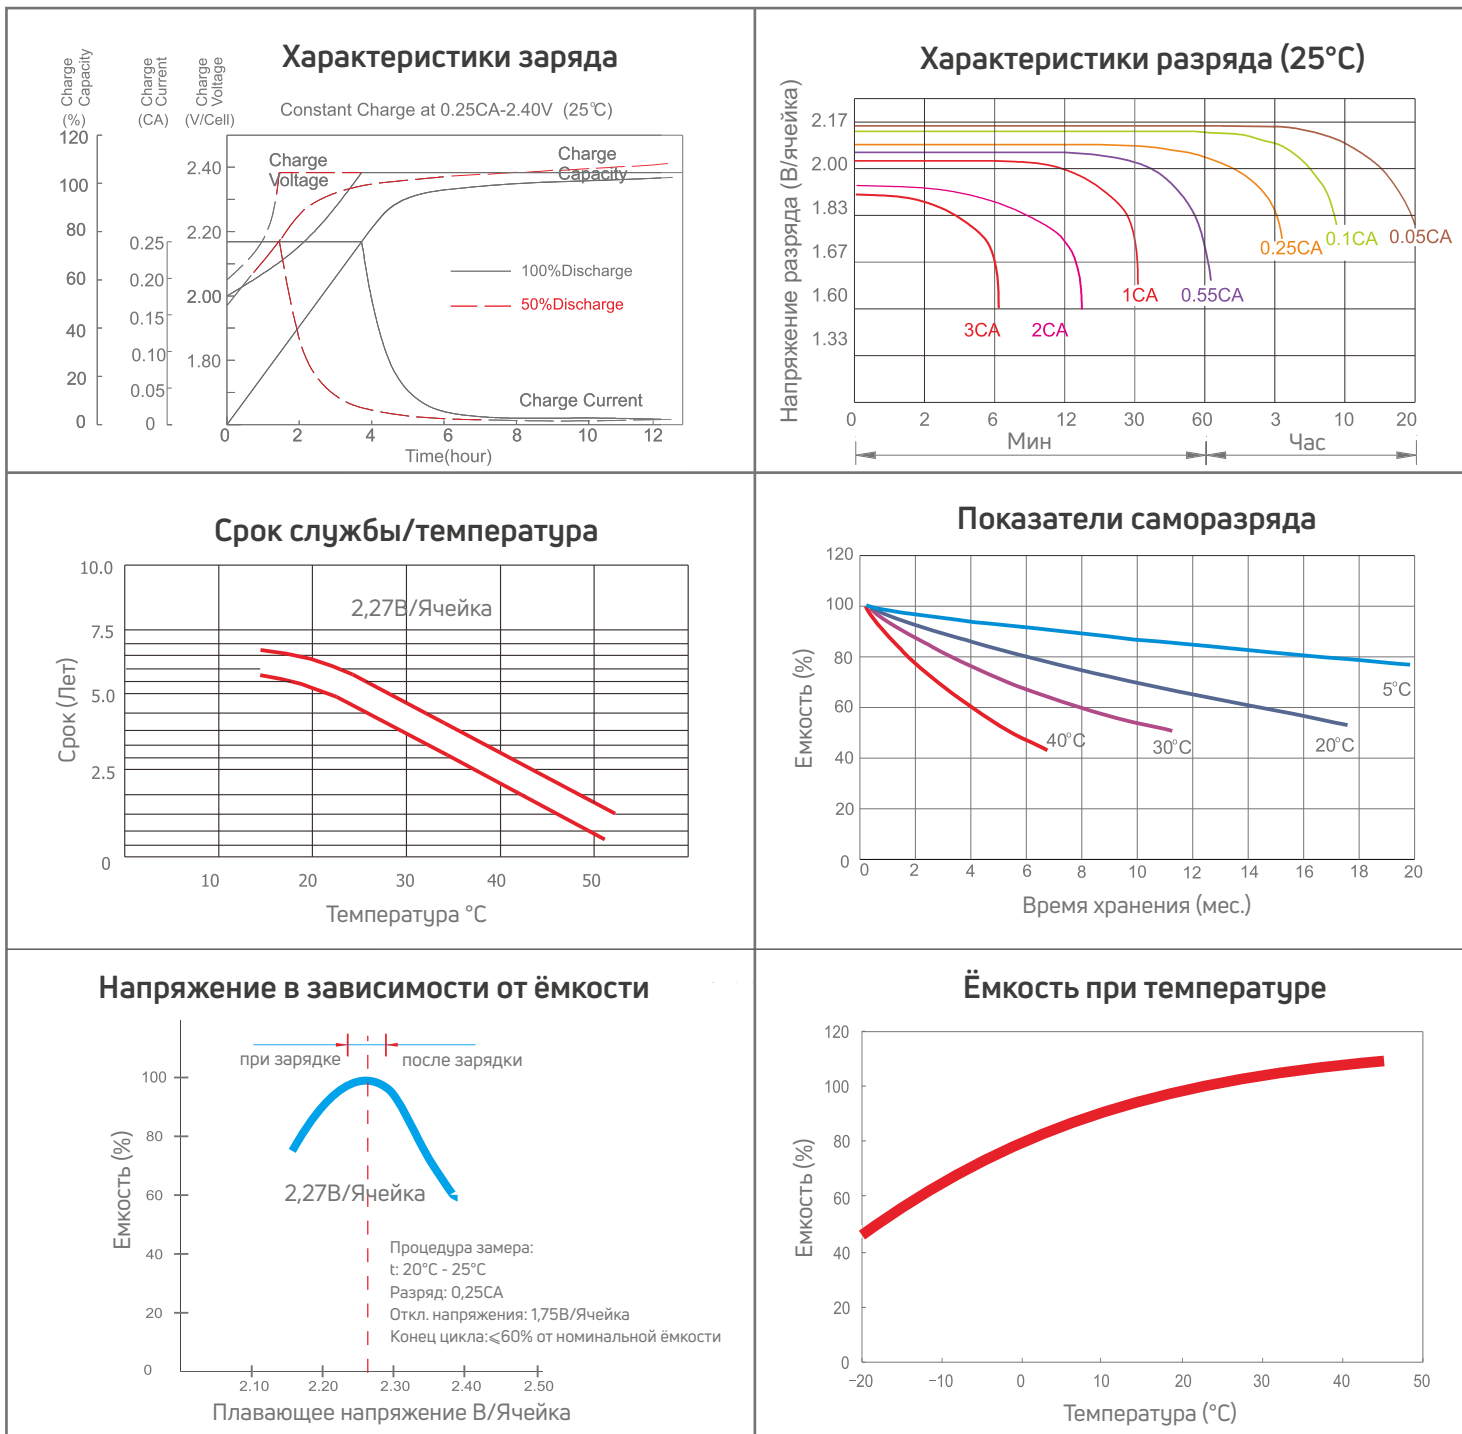 Характеристики заряда
Charge Capacity (%)
Charge Current (CA)
Charge Voltage (V/Cell)
Constant Charge at 0.25CA-2.40V (25℃)
120
100
80
60
40
20
0
0.25
0.20
0.15
0.10
0.05
0
2.40
2.20
2.00
1.80
Charge Voltage
Charge Capacity
100%Discharge
50%Discharge
Charge Current
0 2 4 6 8 10 12
Time(hour)
Характеристики разряда (25°C)
Напряжение разряда (В/ячейка)
2.17
2.00
1.83
1.67
1.60
1.33
0
3CA
2CA
1CA
0.55CA
0.25CA
0.1CA
0.05CA
2 6 12 30 60 3 10 20
Мин
Час
Срок службы/температура
Срок (Лет)
10.0
7.5
5.0
2.5
0
2,27В/Ячейка
10 20 30 40 50
Температура °C
Показатели саморазряда
Емкость (%)
120
100
80
60
40
20
0
5°C
20°C
30°C
40°C
0 2 4 6 8 10 12 14 16 18 20
Время хранения (мес.)
Напряжение в зависимости от ёмкости
при зарядке
после зарядки
Емкость (%)
100
80
60
40
20
0
2,27В/Ячейка
Процедура замера:
t: 20°C - 25°C
Разряд: 0,25CA
Откл. напряжения: 1,75В/Ячейка
Конец цикла:⩽60% от номинальной ёмкости
2.10 2.20 2.30 2.40 2.50
Плавающее напряжение В/Ячейка
Ёмкость при температуре
Емкость (%)
120
100
80
60
40
20
0
−20 −10 0 10 20 30 40 50
Температура (°C)